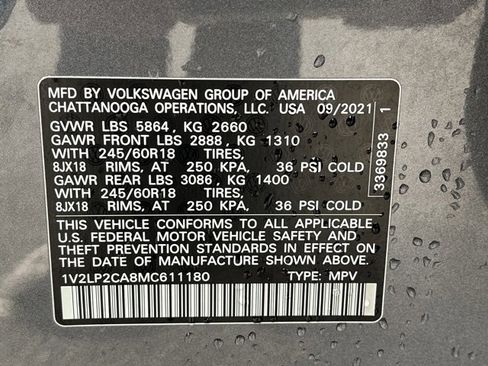 MFD BY VOLKSWAGEN GROUP OF AMERICA
CHATTANOOGA OPERATIONS, LLC. USA 09/2021
GVWR LBS 5864, KG 2660
GAWR FRONT LBS 2888, KG 1310
WITH 245/60R18 TIRES,
8JX18 RIMS, AT 250 KPA, 36 PSI COLD
GAWR REAR LBS 3086, KG 1400
WITH 245/60R18 TIRES,
8JX18 RIMS, AT 250 KPA, 36 PSI COLD
THIS VEHICLE CONFORMS TO ALL APPLICABLE
U.S. FEDERAL MOTOR VEHICLE SAFETY AND
THEFT PREVENTION STANDARDS IN EFFECT ON
THE DATE OF MANUFACTURE SHOWN ABOVE.
1V2LP2CA8MC611180 TYPE: MPV
3369833 1